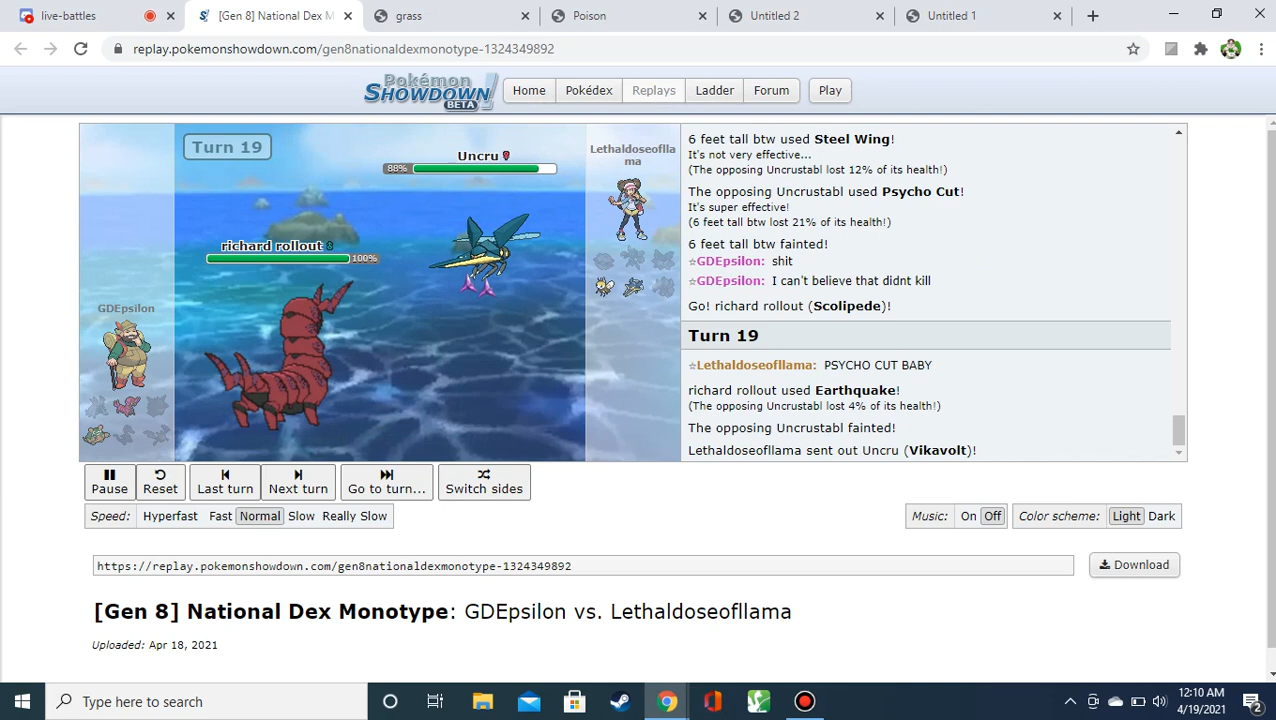 live-battles
[Gen 8] National Dex M
grass
Poison
Untitled 2
Untitled 1
replay.pokemonshowdown.com/gen8nationaldexmonotype-1324349892
Pokémon
SHOWDOWN!
BETA
Home
Pokédex
Replays
Ladder
Forum
Play
Turn 19
Uncru
88%
richard rollout
100%
GDEpsilon
Lethaldoseoflla
ma
6 feet tall btw used Steel Wing!
It's not very effective...
(The opposing Uncrustabl lost 12% of its health!)
The opposing Uncrustabl used Psycho Cut!
It's super effective!
(6 feet tall btw lost 21% of its health!)
6 feet tall btw fainted!
☆GDEpsilon: shit
☆GDEpsilon: I can't believe that didnt kill
Go! richard rollout (Scolipede)!
Turn 19
☆Lethaldoseofllama: PSYCHO CUT BABY
richard rollout used Earthquake!
(The opposing Uncrustabl lost 4% of its health!)
The opposing Uncrustabl fainted!
Lethaldoseofllama sent out Uncru (Vikavolt)!
Pause
Reset
Last turn
Next turn
Go to turn...
Switch sides
Speed: Hyperfast Fast Normal Slow Really Slow
Music: On Off
Color scheme: Light Dark
https://replay.pokemonshowdown.com/gen8nationaldexmonotype-1324349892
Download
[Gen 8] National Dex Monotype: GDEpsilon vs. Lethaldoseofllama
Uploaded: Apr 18, 2021
Type here to search
12:10 AM
4/19/2021
2